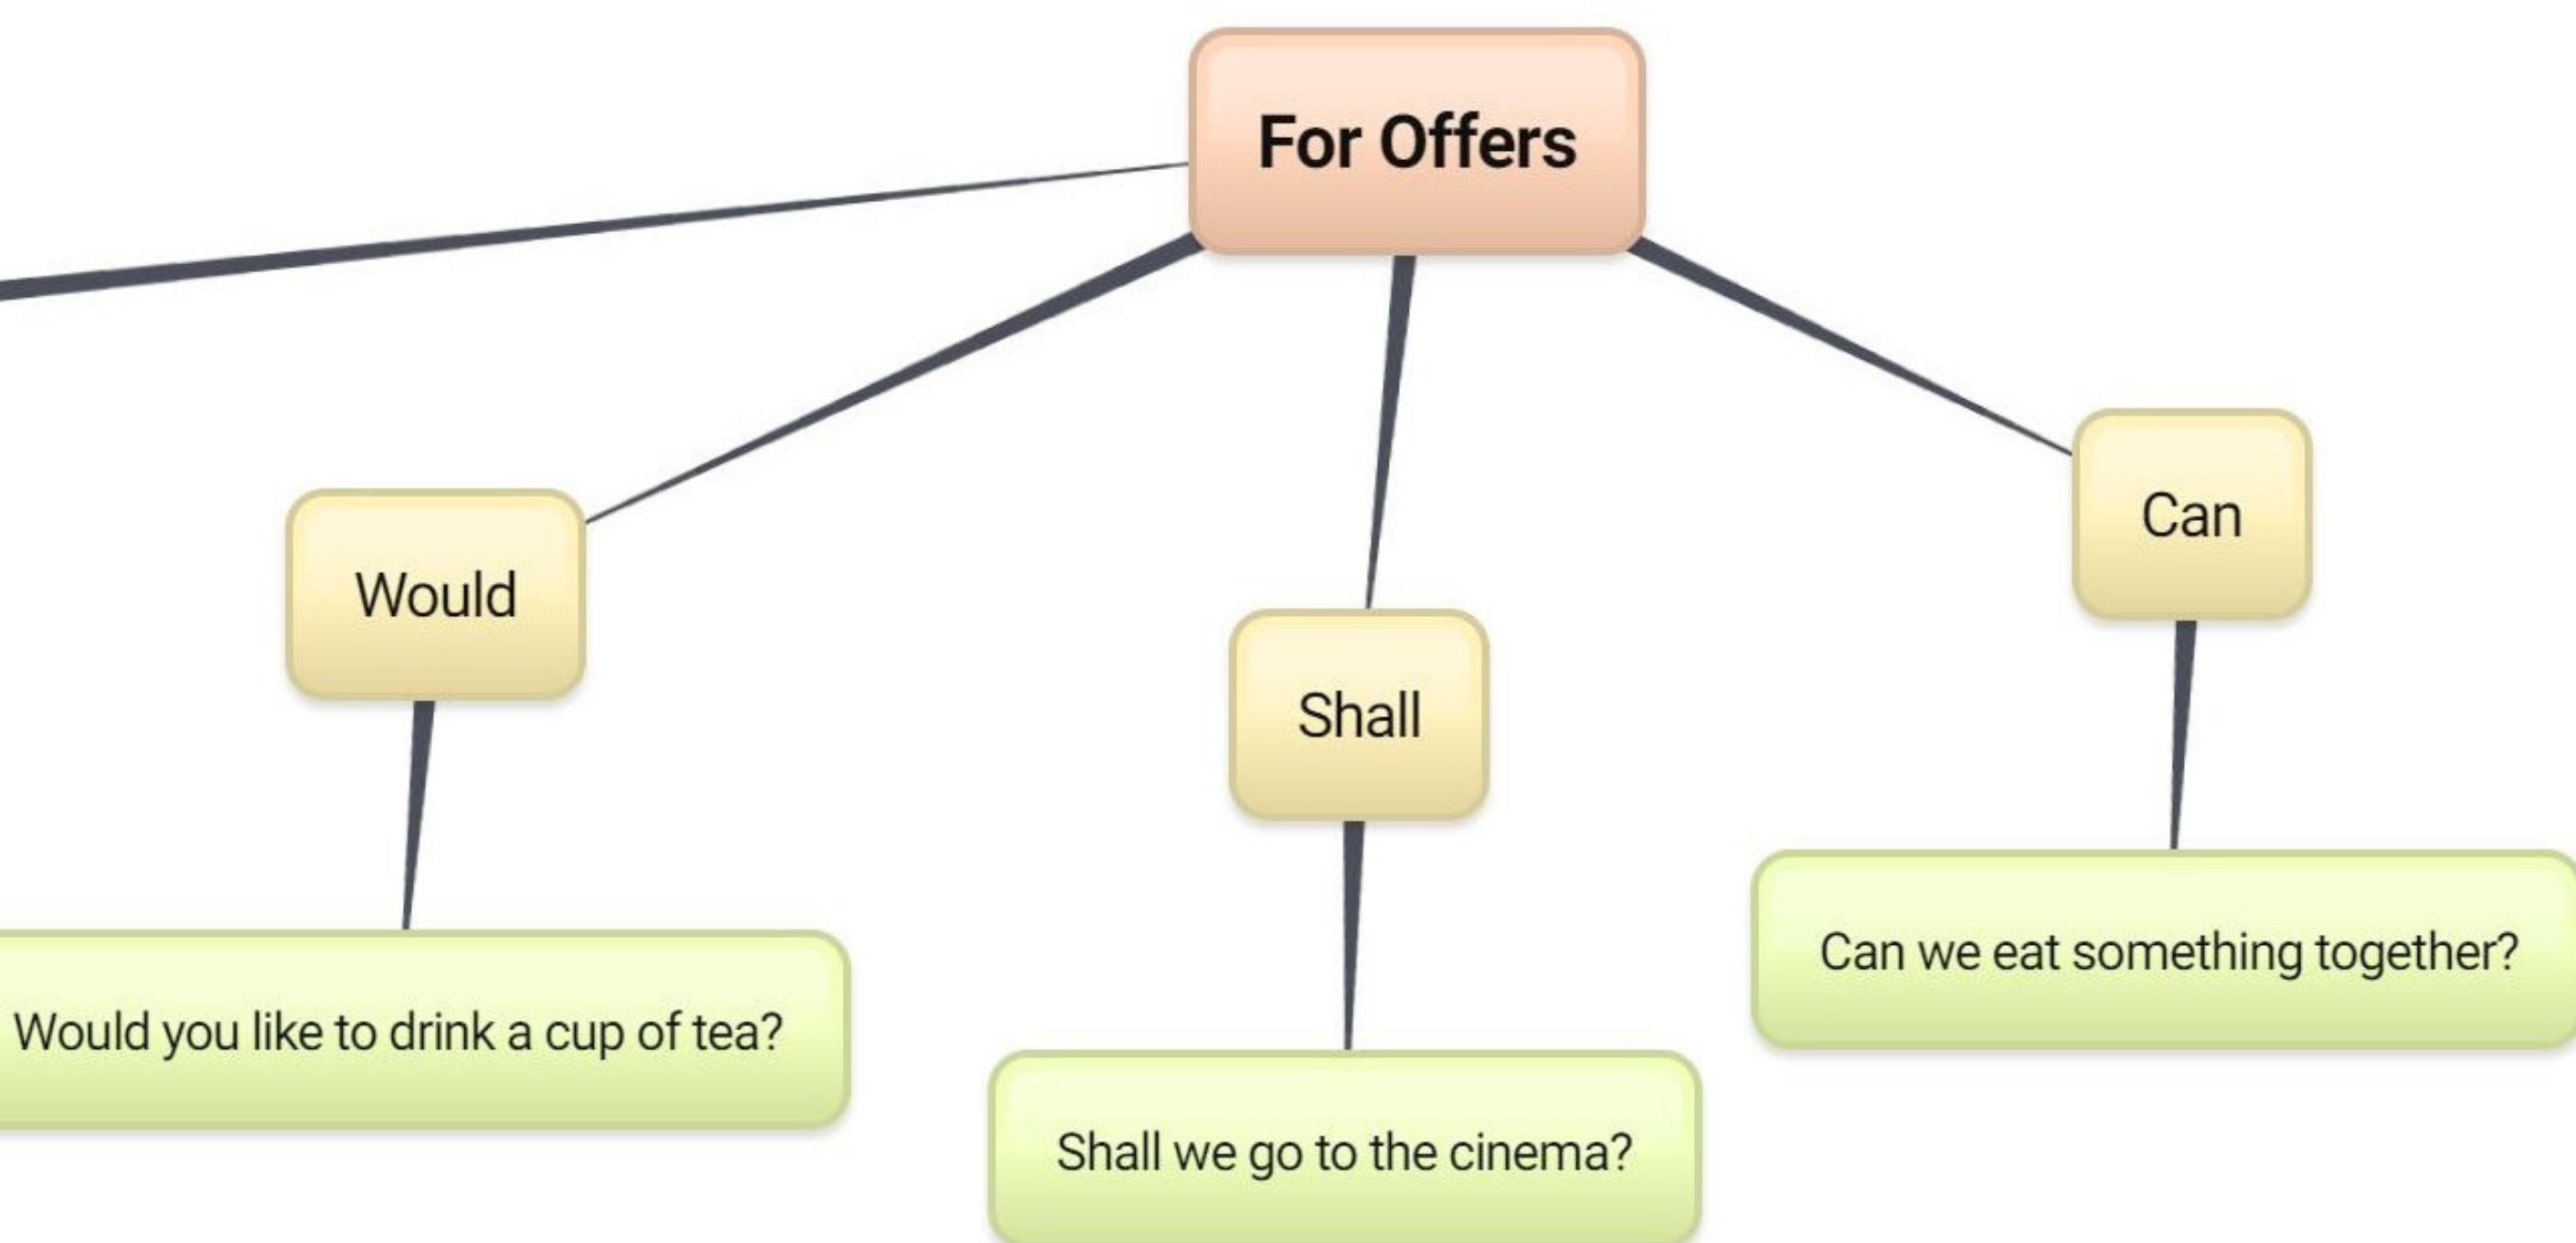 For Offers
Would
Shall
Can
Would you like to drink a cup of tea?
Shall we go to the cinema?
Can we eat something together?